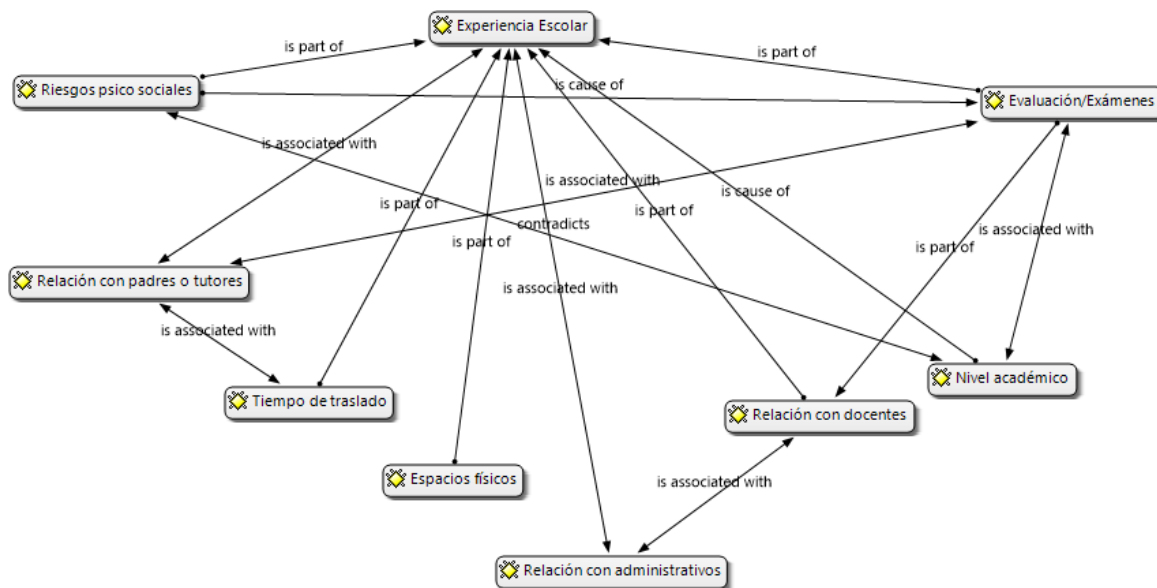 Experiencia Escolar
is part of
is part of
Riesgos psico sociales
is cause of
Evaluación/Exámenes
is associated with
is associated with
is cause of
is part of
is part of
contradicts
is associated with
is part of
is part of
Relación con padres o tutores
is associated with
is associated with
Nivel académico
Tiempo de traslado
Relación con docentes
Espacios físicos
is associated with
Relación con administrativos